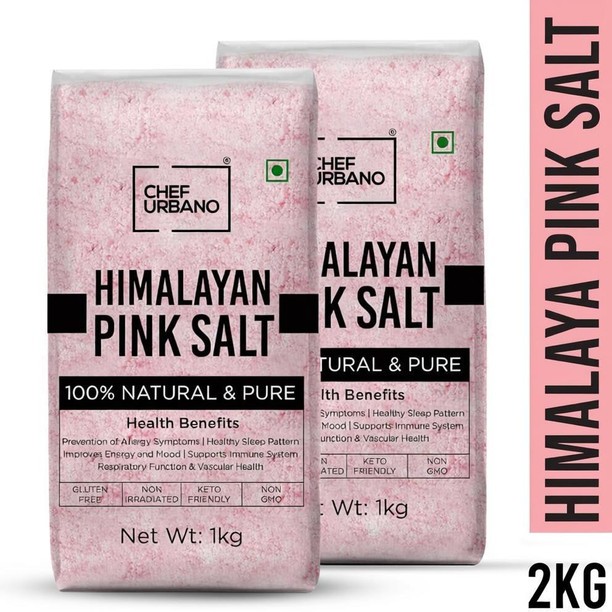 CHEF
URBANO
®
HIMALAYAN
PINK SALT
100% NATURAL & PURE
Health Benefits
Prevention of Allergy Symptoms | Healthy Sleep Pattern
Improves Energy and Mood | Supports Immune System
Respiratory Function & Vascular Health
GLUTEN FREE | NON IRRADIATED | KETO FRIENDLY | NON GMO
Net Wt: 1kg
CHEF
URBANO
®
ALAYAN
K SALT
TURAL & PURE
lth Benefits
Symptoms | Healthy Sleep Pattern
Mood | Supports Immune System
unction & Vascular Health
N
IATED | KETO FRIENDLY | NON GMO
: Wt: 1kg
HIMALAYA PINK SALT
2KG